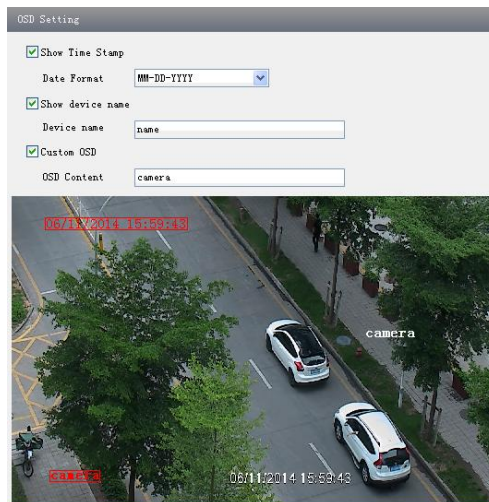 OSD Setting
Show Time Stamp
Date Format MM-DD-YYYY
Show device name
Device name name
Custom OSD
OSD Content camera
06/11/2014 15:59:43
camera
camera
06/11/2014 15:59:43